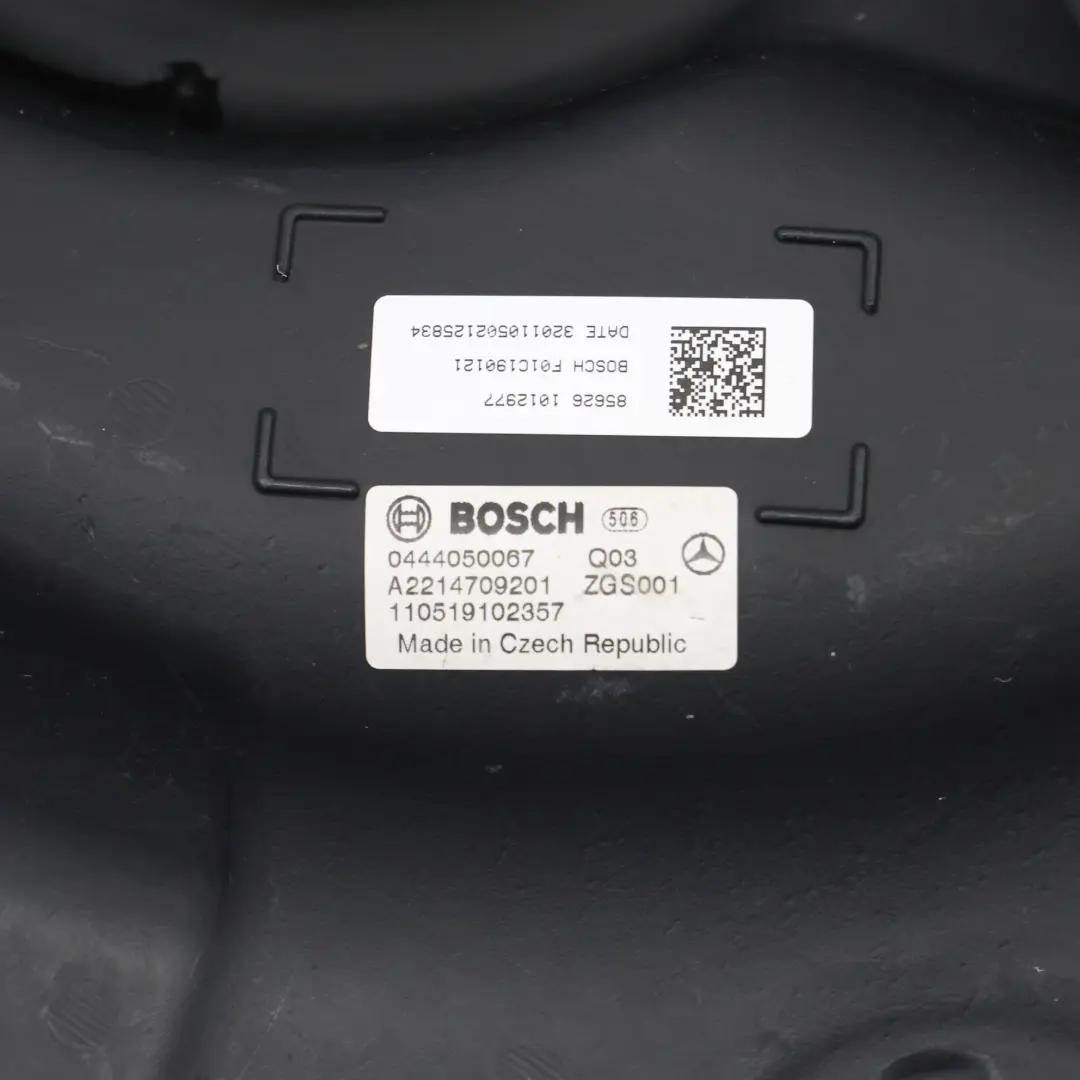 DATE 320110502125834
BOSCH F01C190121
85626 1012977
BOSCH 506
0444050067 Q03
A2214709201 ZGS001
110519102357
Made in Czech Republic